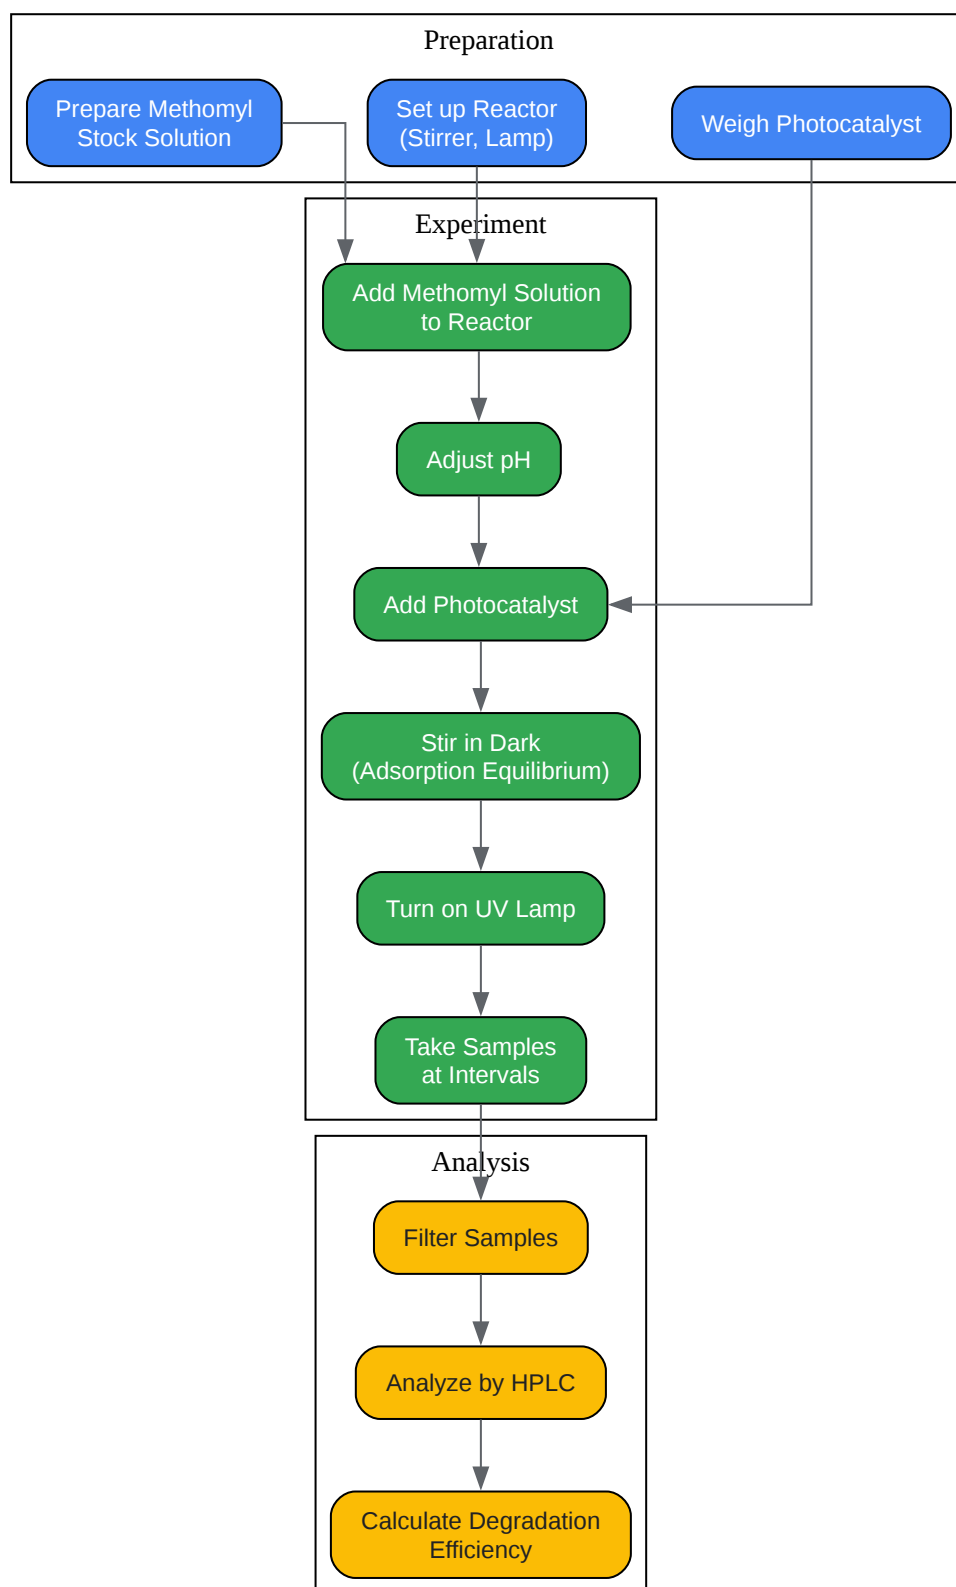 Preparation
Prepare Methomyl
Stock Solution
Set up Reactor
(Stirrer, Lamp)
Weigh Photocatalyst
Experiment
Add Methomyl Solution
to Reactor
Adjust pH
Add Photocatalyst
Stir in Dark
(Adsorption Equilibrium)
Turn on UV Lamp
Take Samples
at Intervals
Analysis
Filter Samples
Analyze by HPLC
Calculate Degradation
Efficiency